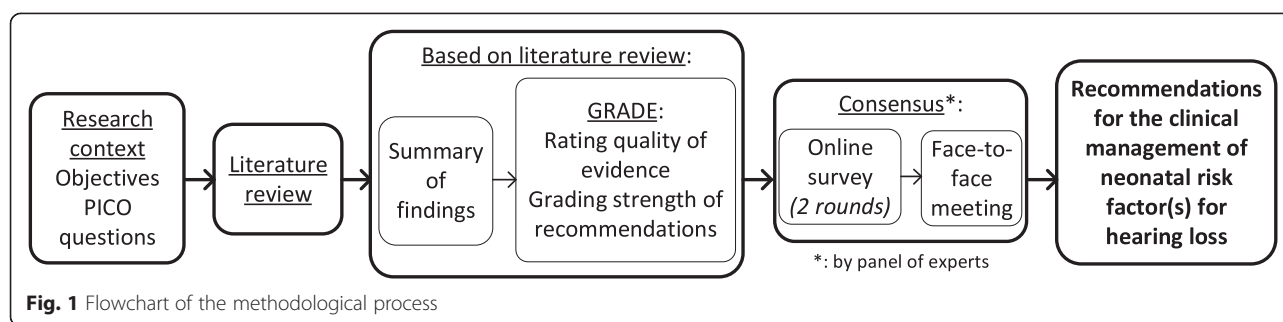 Research
context
Objectives
PICO
questions
Literature
review
Based on literature review:
Summary
of
findings
GRADE:
Rating quality of
evidence
Grading strength of
recommendations
Consensus*:
Online
survey
(2 rounds)
Face-to-
face
meeting
*: by panel of experts
Recommendations
for the clinical
management of
neonatal risk
factor(s) for
hearing loss
Fig. 1 Flowchart of the methodological process